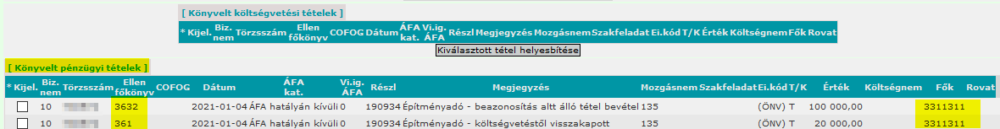 [ Könyvelt költségvetési tételek ]
* Kijel. Biz. nem Törzsszám Ellen főkönyv COFOG Dátum ÁFA kat. Vi.ig. ÁFA Részl Megjegyzés Mozgásnem Szakfeladat Ei.kód T/K Érték Költségnem Fők Rovat
Kiválasztott tétel helyesbítése
[ Könyvelt pénzügyi tételek ]
* Kijel. Biz. nem Törzsszám Ellen főkönyv COFOG Dátum ÁFA kat. Vi.ig. ÁFA Részl Megjegyzés Mozgásnem Szakfeladat Ei.kód T/K Érték Költségnem Fők Rovat
10 3632 2021-01-04 ÁFA hatályán kívüli 0 190934 Építményadó - beazonosítás altt álló tétel bevétel 135 (ÖNV) T 100 000,00 3311311
10 361 2021-01-04 ÁFA hatályán kívüli 0 190934 Építményadó - költségvetéstől visszakapott 135 (ÖNV) T 20 000,00 3311311